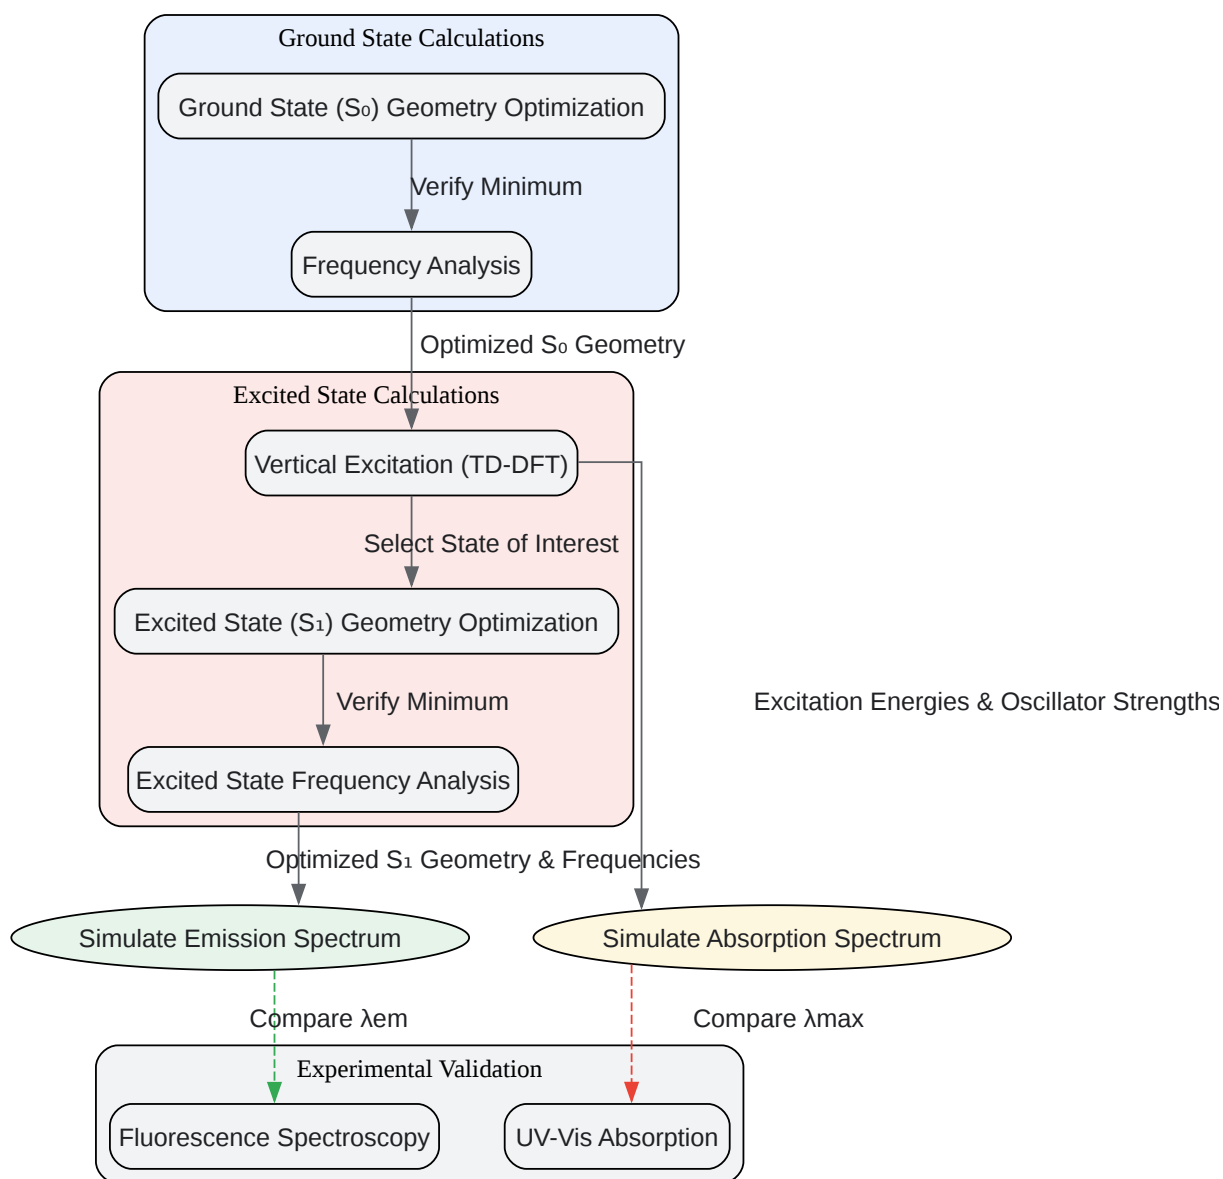 Ground State Calculations
Ground State (S₀) Geometry Optimization
Verify Minimum
Frequency Analysis
Optimized S₀ Geometry
Excited State Calculations
Vertical Excitation (TD-DFT)
Select State of Interest
Excited State (S₁) Geometry Optimization
Verify Minimum
Excitation Energies & Oscillator Strengths
Excited State Frequency Analysis
Optimized S₁ Geometry & Frequencies
Simulate Emission Spectrum
Simulate Absorption Spectrum
Compare λem
Compare λmax
Experimental Validation
Fluorescence Spectroscopy
UV-Vis Absorption